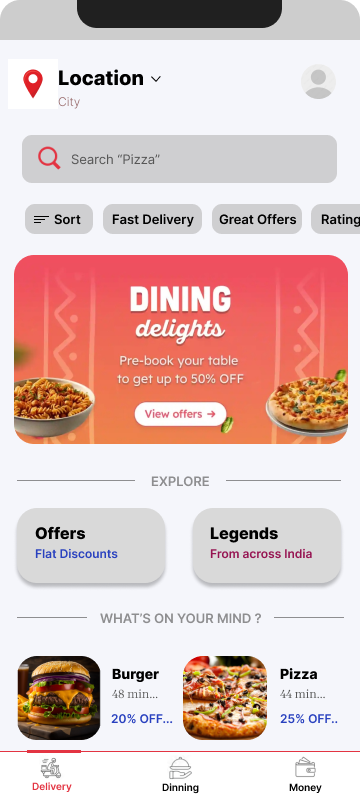 Location
City
Search “Pizza”
Sort
Fast Delivery
Great Offers
Rating
DINING
delights
Pre-book your table
to get up to 50% OFF
View offers →
EXPLORE
Offers
Flat Discounts
Legends
From across India
WHAT'S ON YOUR MIND ?
Burger
48 min...
20% OFF...
Pizza
44 min...
25% OFF..
Delivery
Dinning
Money